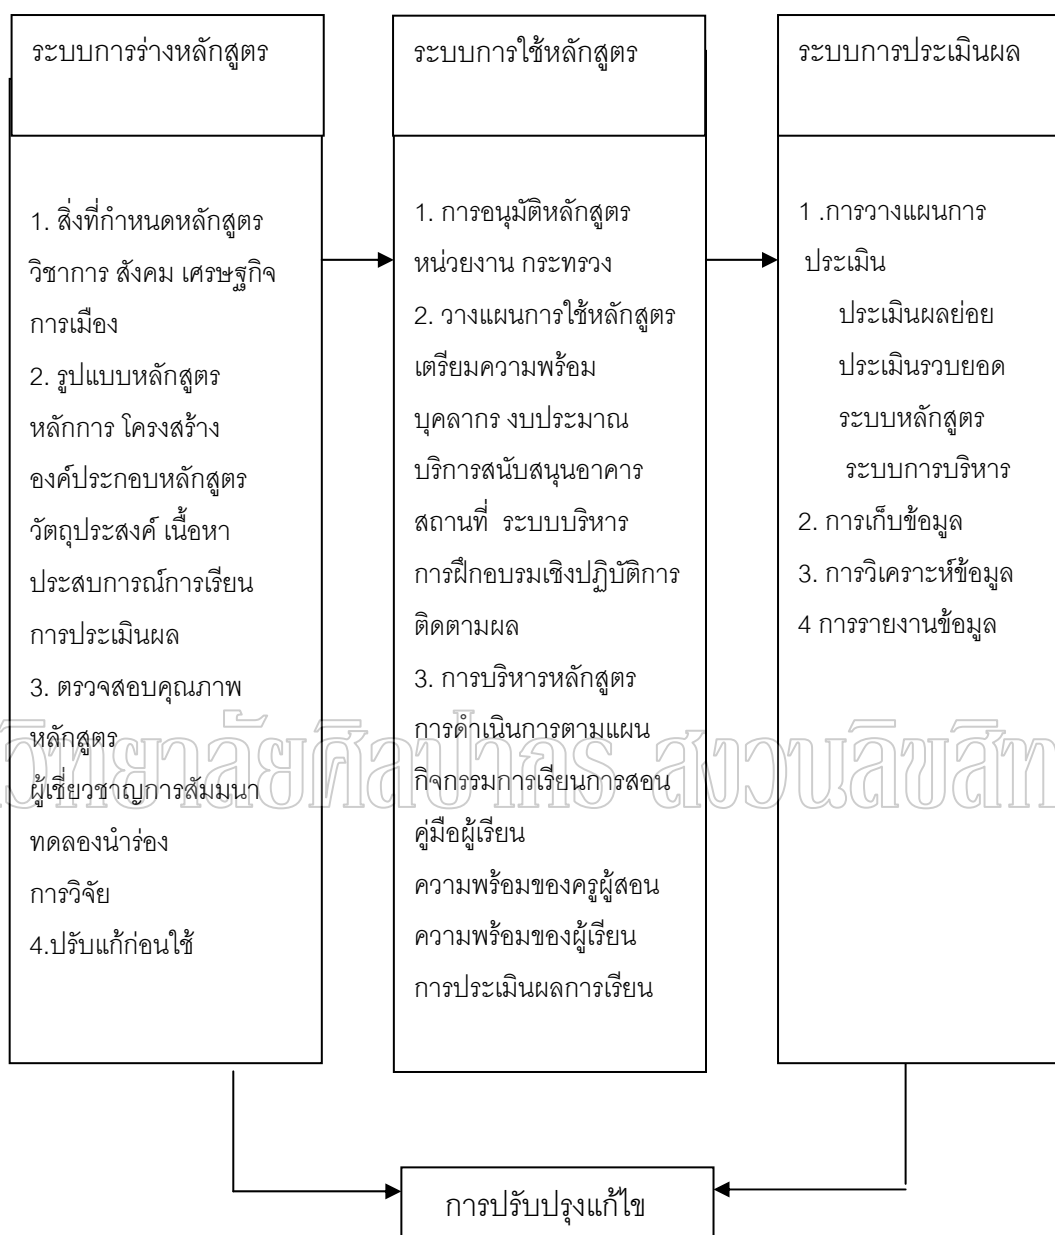 ระบบการร่างหลักสูตร
1. สิ่งที่กำหนดหลักสูตร
วิชาการ สังคม เศรษฐกิจ
การเมือง
2. รูปแบบหลักสูตร
หลักการ โครงสร้าง
องค์ประกอบหลักสูตร
วัตถุประสงค์ เนื้อหา
ประสบการณ์การเรียน
การประเมินผล
3. ตรวจสอบคุณภาพ
หลักสูตร
ผู้เชี่ยวชาญการสัมมนา
ทดลองนำร่อง
การวิจัย
4.ปรับแก้ก่อนใช้
ระบบการใช้หลักสูตร
1. การอนุมัติหลักสูตร
หน่วยงาน กระทรวง
2. วางแผนการใช้หลักสูตร
เตรียมความพร้อม
บุคลากร งบประมาณ
บริการสนับสนุนอาคาร
สถานที่ ระบบบริหาร
การฝึกอบรมเชิงปฏิบัติการ
ติดตามผล
3. การบริหารหลักสูตร
การดำเนินการตามแผน
กิจกรรมการเรียนการสอน
คู่มือผู้เรียน
ความพร้อมของครูผู้สอน
ความพร้อมของผู้เรียน
การประเมินผลการเรียน
ระบบการประเมินผล
1 .การวางแผนการ
ประเมิน
ประเมินผลย่อย
ประเมินรวบยอด
ระบบหลักสูตร
ระบบการบริหาร
2. การเก็บข้อมูล
3. การวิเคราะห์ข้อมูล
4 การรายงานข้อมูล
การปรับปรุงแก้ไข
วิทยาลัยศิลปากร สงวนลิขสิท